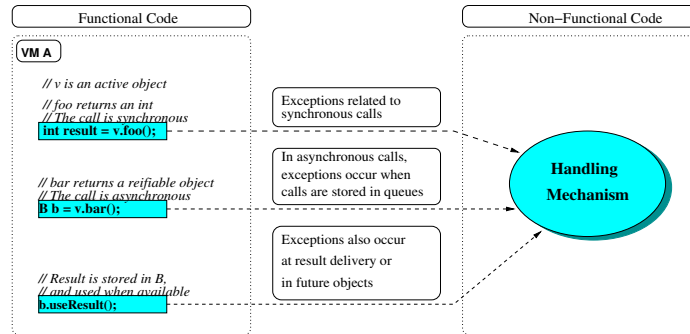 Functional Code
Non-Functional Code
VM A
// v is an active object
// foo returns an int
// The call is synchronous
int result = v.foo();
Exceptions related to
synchronous calls
// bar returns a reifiable object
// The call is asynchronous
B b = v.bar();
In asynchronous calls,
exceptions occur when
calls are stored in queues
Handling
Mechanism
Exceptions also occur
at result delivery or
in future objects
// Result is stored in B,
// and used when available
b.useResult();